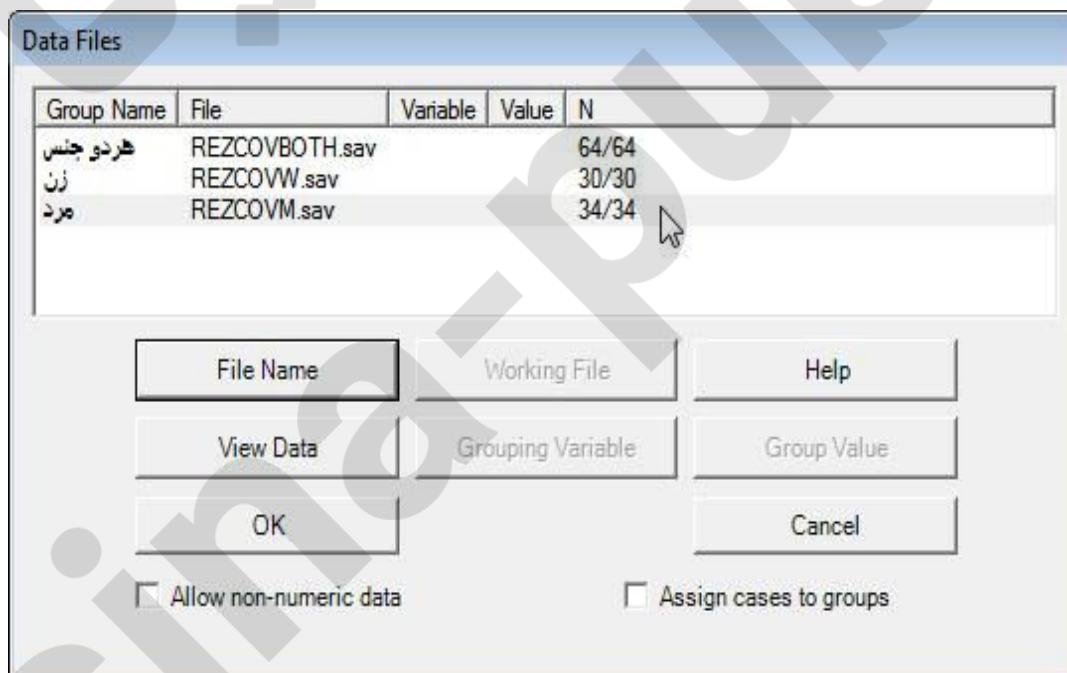 Data Files
Group Name File Variable Value N
هردو جنس REZCOVBOTH.sav 64/64
زن REZCOVW.sav 30/30
مرد REZCOVM.sav 34/34
File Name Working File Help
View Data Grouping Variable Group Value
OK Cancel
Allow non-numeric data Assign cases to groups